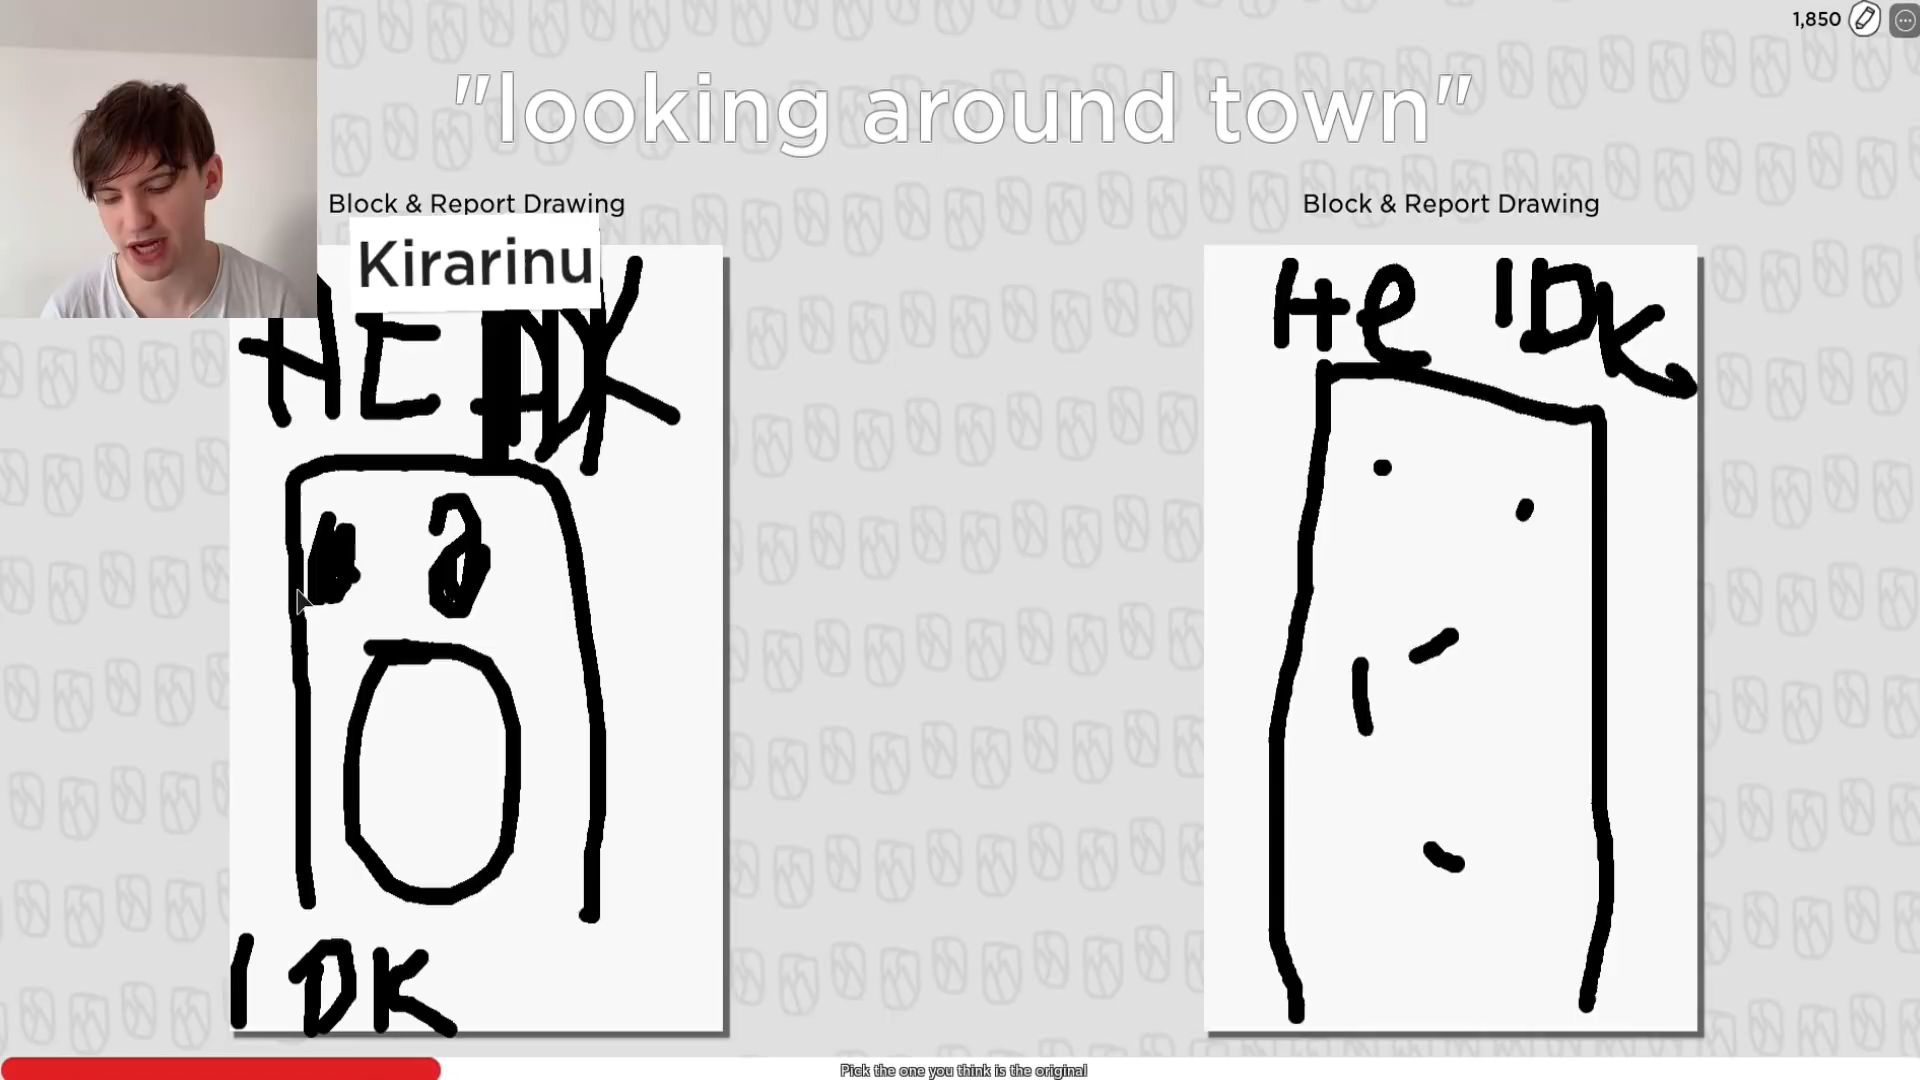 1,850
"looking around town"
Block & Report Drawing
Block & Report Drawing
Kirarinu
HE IDK
He IDK
IDK
Pick the one you think is the original